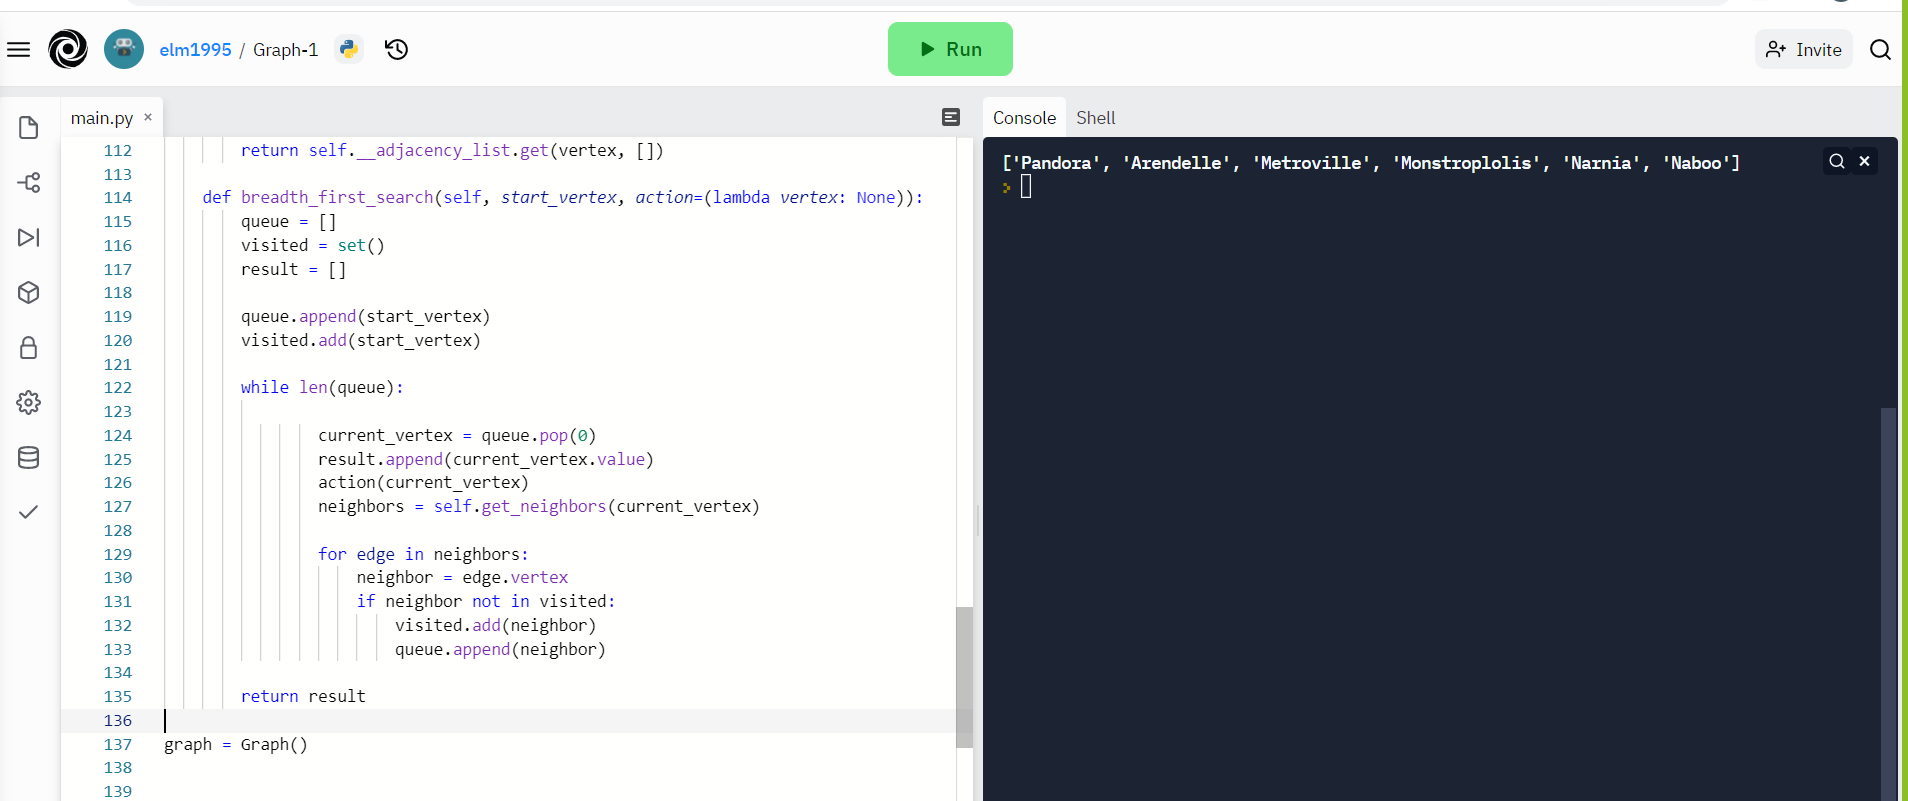 elm1995 / Graph-1
Run
Invite
main.py ×
Console Shell
112 return self.__adjacency_list.get(vertex, [])
113
114 def breadth_first_search(self, start_vertex, action=(lambda vertex: None)):
115 queue = []
116 visited = set()
117 result = []
118
119 queue.append(start_vertex)
120 visited.add(start_vertex)
121
122 while len(queue):
123
124 current_vertex = queue.pop(0)
125 result.append(current_vertex.value)
126 action(current_vertex)
127 neighbors = self.get_neighbors(current_vertex)
128
129 for edge in neighbors:
130 neighbor = edge.vertex
131 if neighbor not in visited:
132 visited.add(neighbor)
133 queue.append(neighbor)
134
135 return result
136
137 graph = Graph()
138
139
['Pandora', 'Arendelle', 'Metroville', 'Monstroplolis', 'Narnia', 'Naboo']